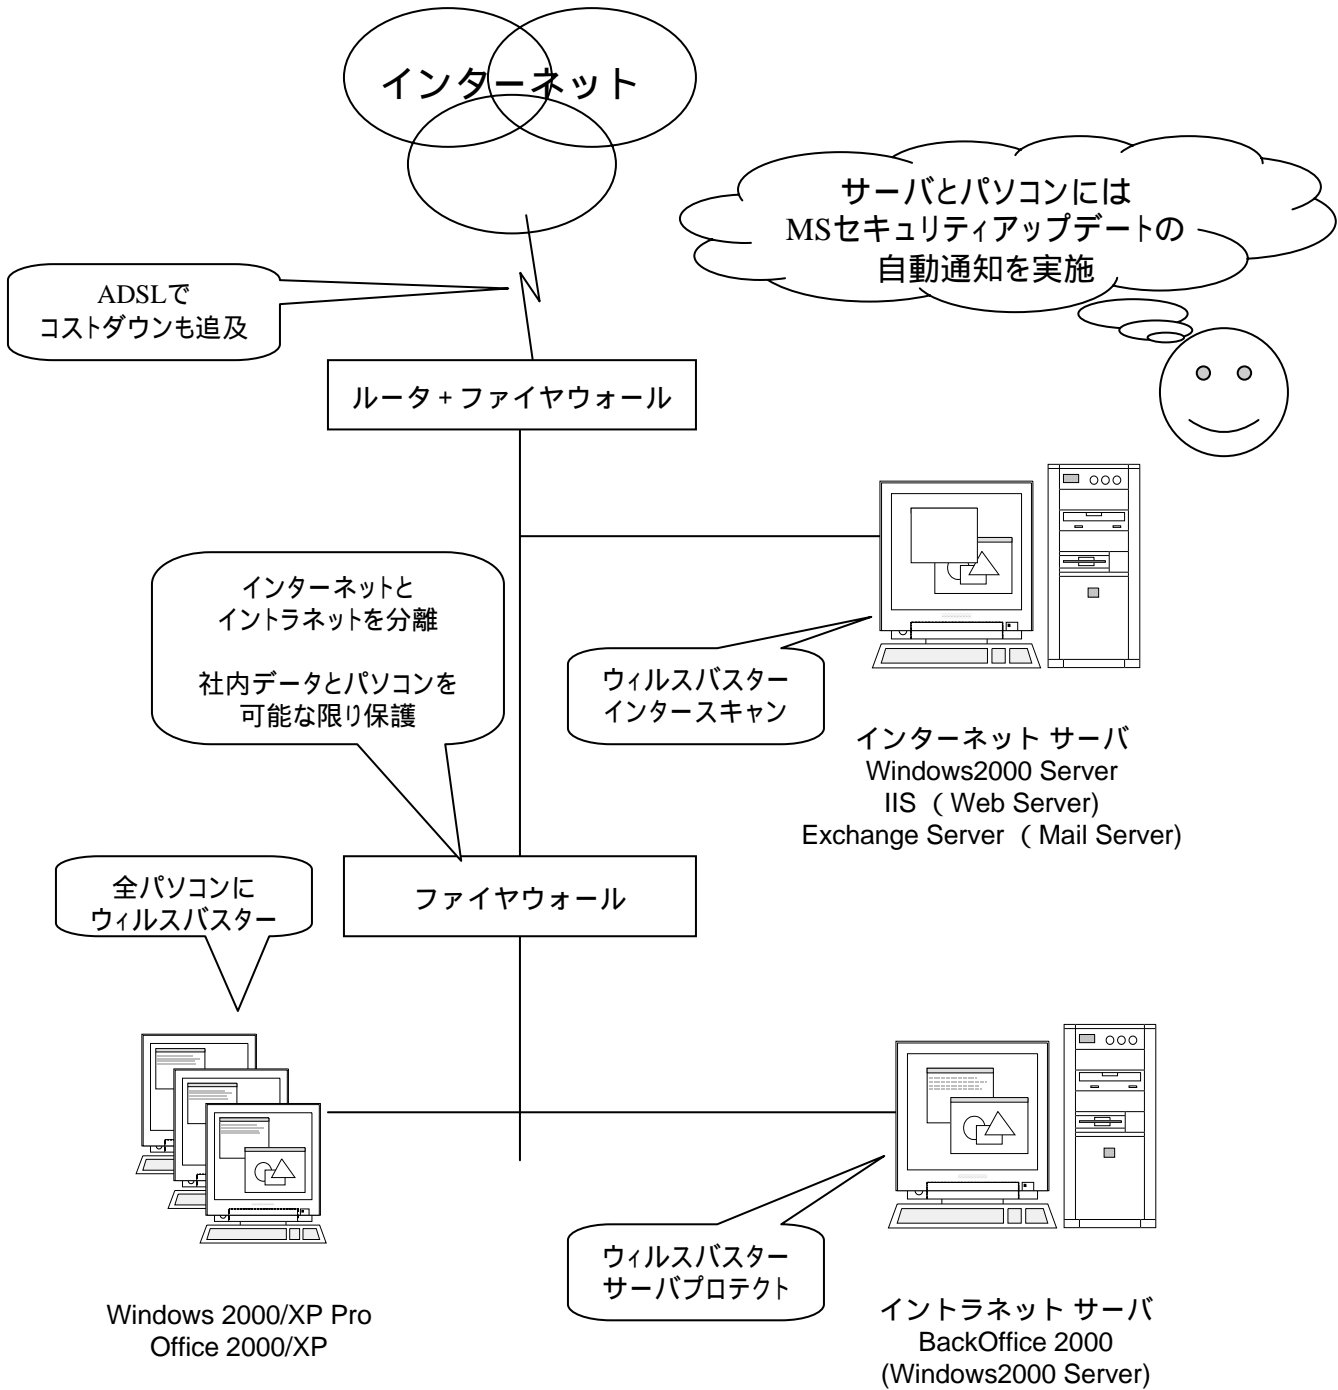 インターネット
サーバとパソコンには
MSセキュリティアップデートの
自動通知を実施
ADSLで
コストダウンも追及
ルータ+ファイヤウォール
インターネットと
イントラネットを分離
社内データとパソコンを
可能な限り保護
ウィルスバスター
インタースキャン
インターネット サーバ
Windows2000 Server
IIS （Web Server)
Exchange Server （Mail Server)
全パソコンに
ウィルスバスター
ファイヤウォール
ウィルスバスター
サーバプロテクト
Windows 2000/XP Pro
Office 2000/XP
イントラネット サーバ
BackOffice 2000
(Windows2000 Server)